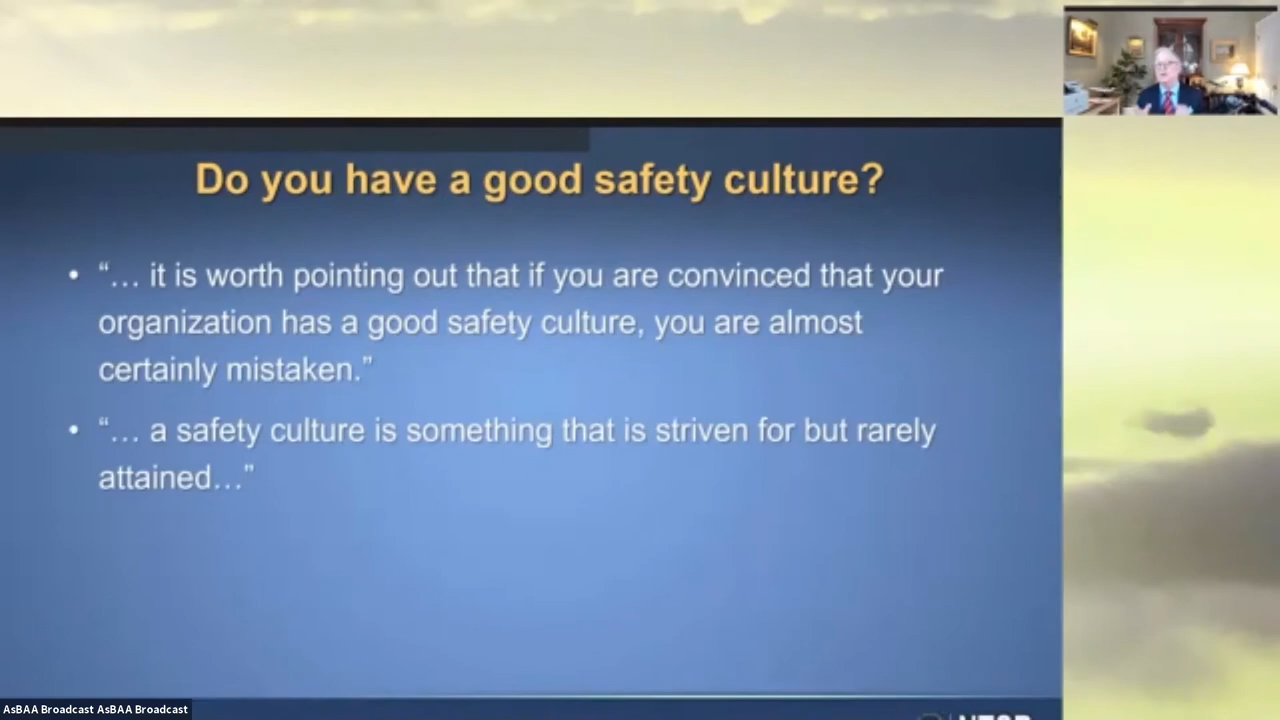 Do you have a good safety culture?
• “… it is worth pointing out that if you are convinced that your
organization has a good safety culture, you are almost
certainly mistaken.”
• “… a safety culture is something that is striven for but rarely
attained…”
AsBAA Broadcast AsBAA Broadcast